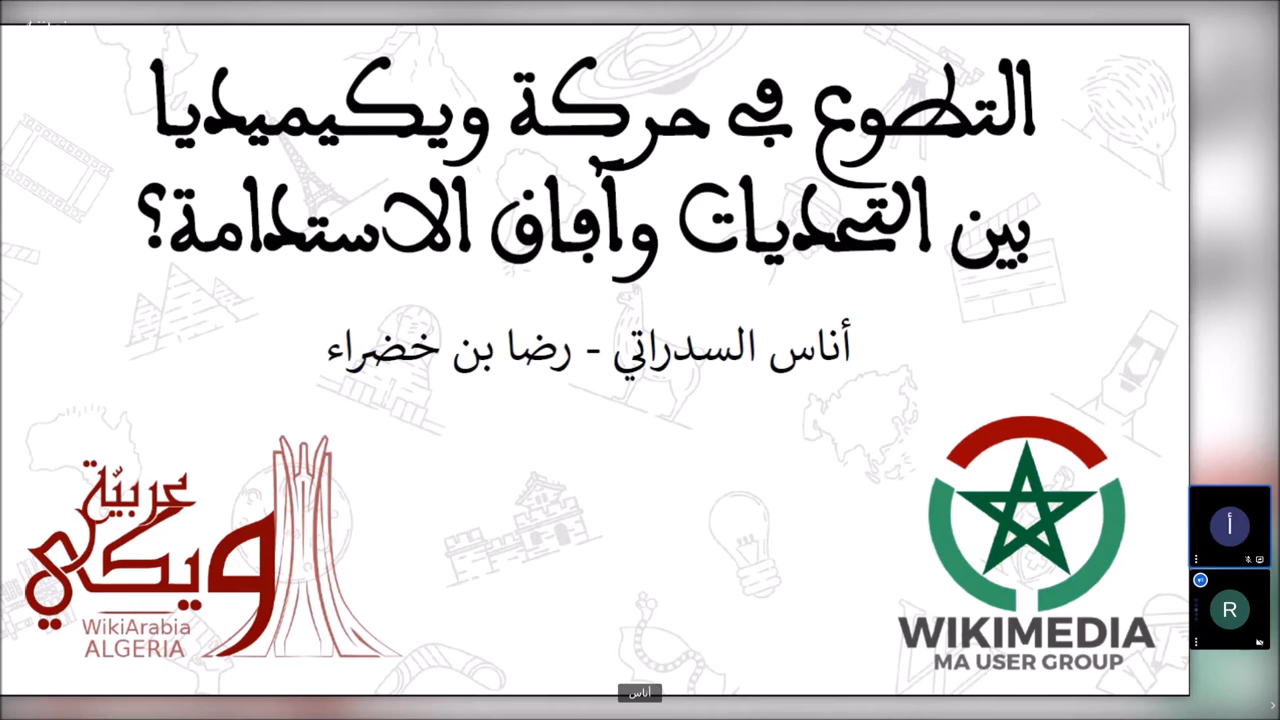 التطوع في حركة ويكيميديا
بين التحديات وآفاق الاستدامة؟
أناس السدراتي - رضا بن خضراء
ويكي عربية
WikiArabia
ALGERIA
WIKIMEDIA
MA USER GROUP
أ
R
أناس